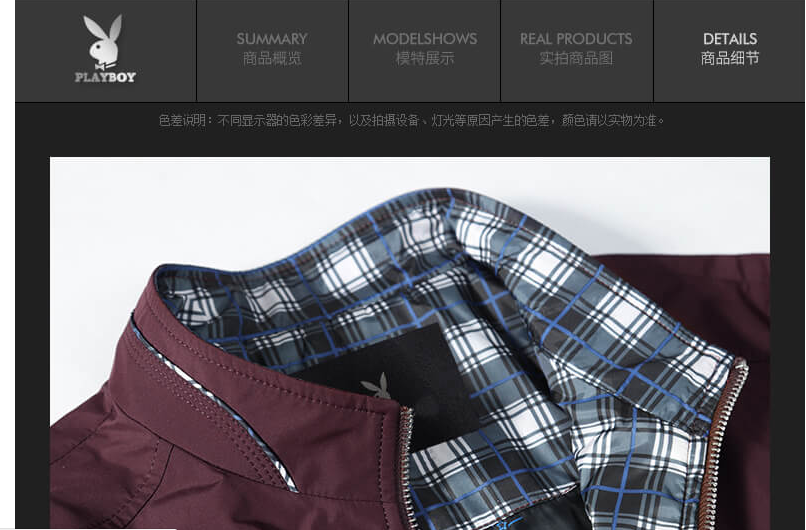 PLAYBOY
SUMMARY
商品概览
MODELSHOWS
模特展示
REAL PRODUCTS
实拍商品图
DETAILS
商品细节
色差说明：不同显示器的色彩差异，以及拍摄设备、灯光等原因产生的色差，颜色请以实物为准。